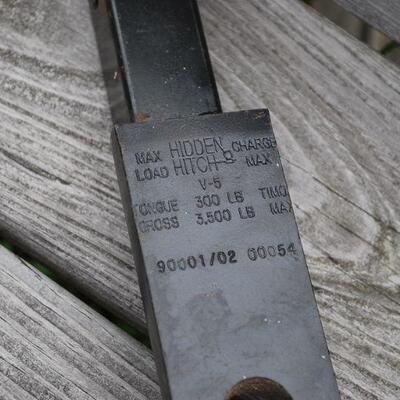 MAX HIDDEN CHARGE
LOAD HITCH® MAX
V-5
TONGUE 300 LB TIMO
GROSS 3,500 LB MAX
90001/02 00054